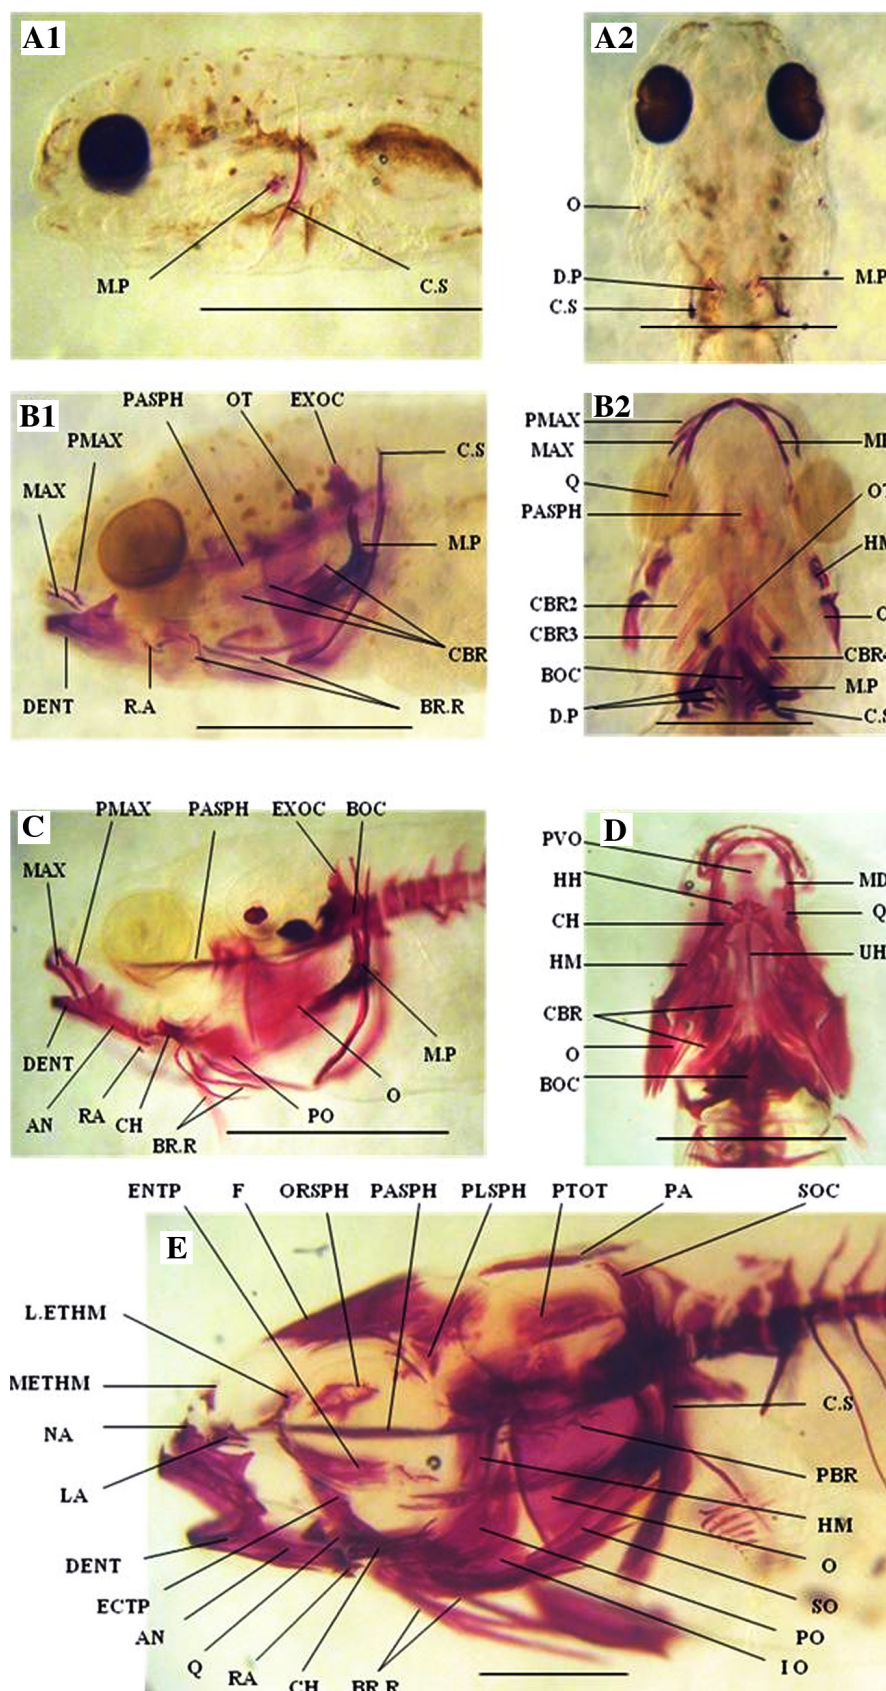 A1
M.P
C.S
A2
O
D.P
M.P
C.S
B1
PASPH OT EXOC
PMAX
C.S
MAX
M.P
CBR
DENT R.A BR.R
B2
PMAX
MAX
Q
OT
PASPH
CBR2
CBR3
CBR4
BOC
M.P
D.P
C.S
C
PMAX PASPH EXOC BOC
MAX
DENT
M.P
AN RA CH PO O
BR.R
D
PVO
HH MD
CH Q
HM UH
CBR
O
BOC
E
ENTP F ORSPH PASPH PLSPH PTOT PA SOC
L.ETHM
METHM
C.S
NA
LA
PBR
HM
DENT
O
ECTP
SO
AN
PO
Q RA CH BR.R
IO